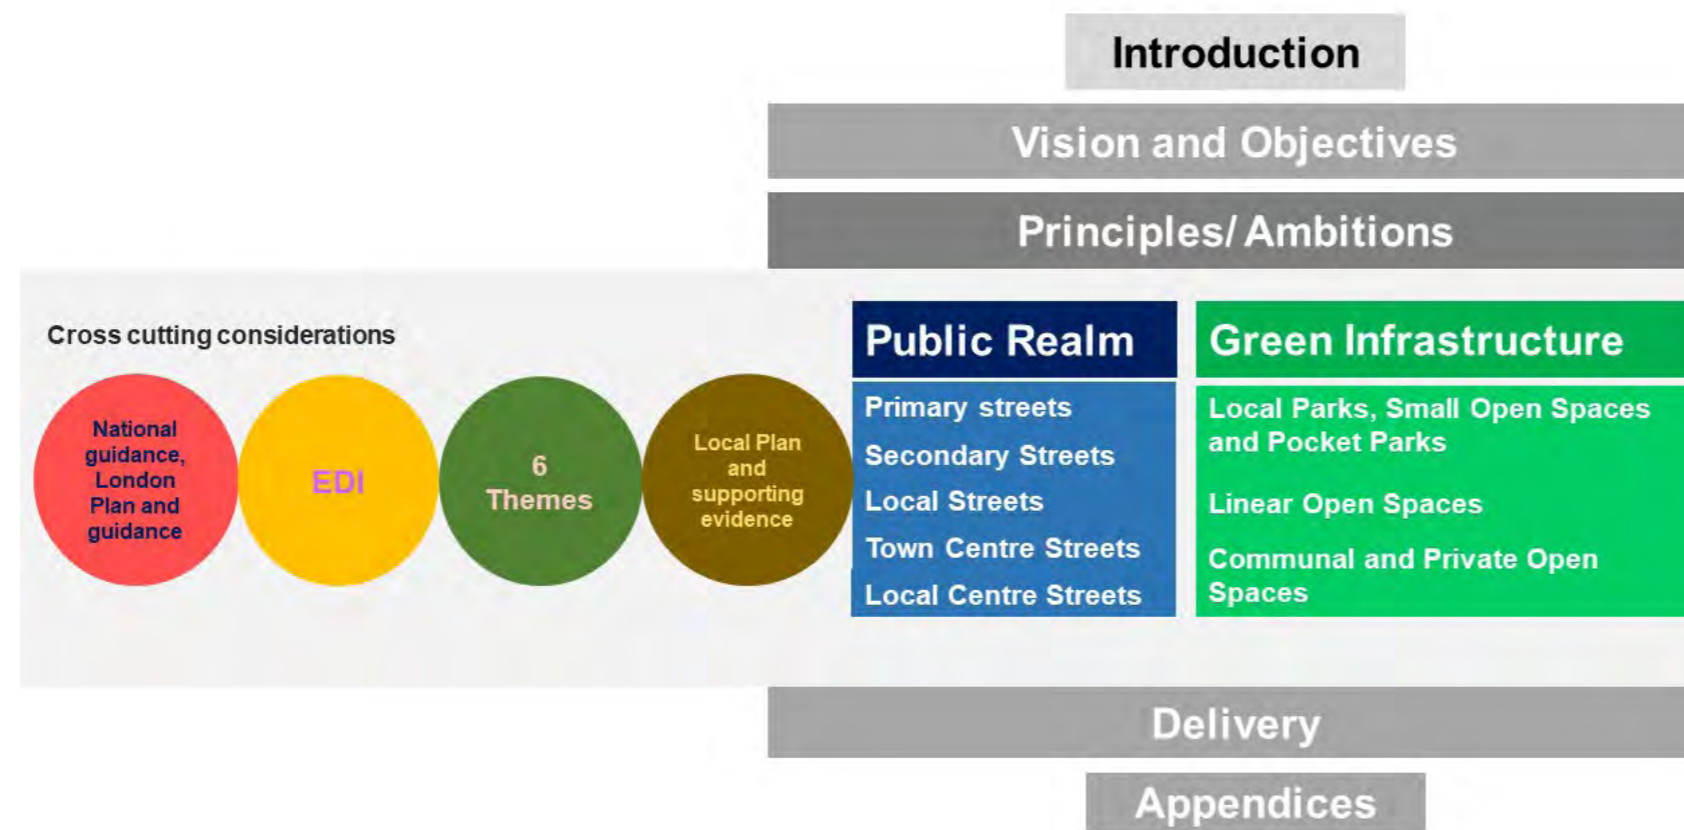 Introduction
Vision and Objectives
Principles/ Ambitions
Cross cutting considerations
National
guidance,
London
Plan and
guidance
EDI
6
Themes
Local Plan
and
supporting
evidence
Public Realm
Primary streets
Secondary Streets
Local Streets
Town Centre Streets
Local Centre Streets
Green Infrastructure
Local Parks, Small Open Spaces
and Pocket Parks
Linear Open Spaces
Communal and Private Open
Spaces
Delivery
Appendices